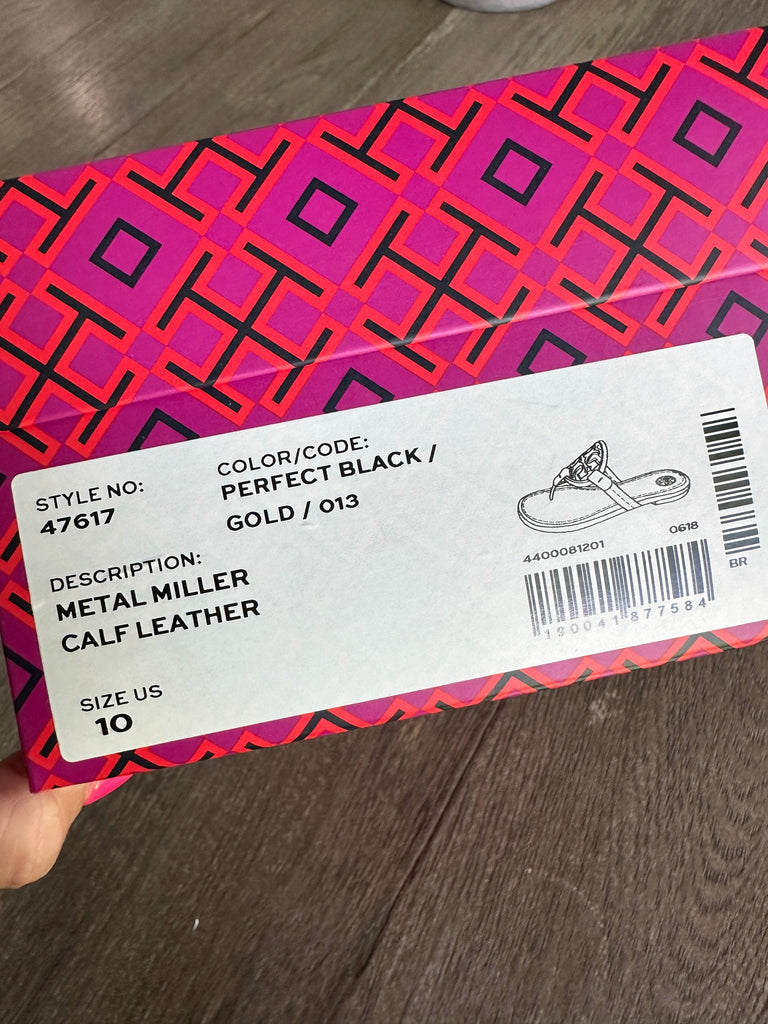 STYLE NO:
47617
COLOR/CODE:
PERFECT BLACK /
GOLD / 013
DESCRIPTION:
METAL MILLER
CALF LEATHER
SIZE US
10
4400081201
0618
190041877584
BR